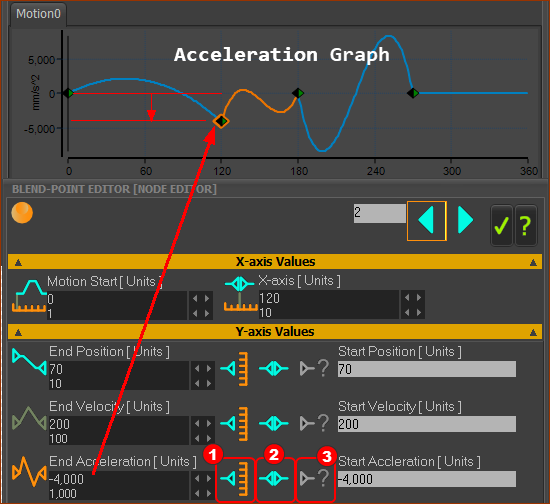 Motion0
Acceleration Graph
5,000
0
-5,000
mm/s^2
0 60 120 180 240 300 360
BLEND-POINT EDITOR [NODE EDITOR]
2
?
X-axis Values
Motion Start [ Units ] X-axis [ Units ]
0 120
1 10
Y-axis Values
End Position [ Units ] Start Position [ Units ]
70 ? 70
10
End Velocity [ Units ] Start Velocity [ Units ]
200 ? 200
100
1 2 3
End Acceleration [ Units ] Start Accleration [ Units ]
-4,000 ? -4,000
1,000